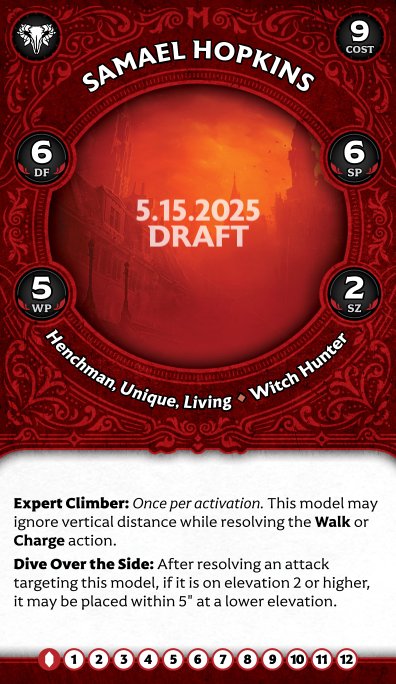 9
COST
SAMAEL HOPKINS
6
DF
6
SP
5.15.2025
DRAFT
5
WP
2
SZ
Henchman, Unique, Living ♦ Witch Hunter
Expert Climber: Once per activation. This model may
ignore vertical distance while resolving the Walk or
Charge action.
Dive Over the Side: After resolving an attack
targeting this model, if it is on elevation 2 or higher,
it may be placed within 5" at a lower elevation.
1 2 3 4 5 6 7 8 9 10 11 12